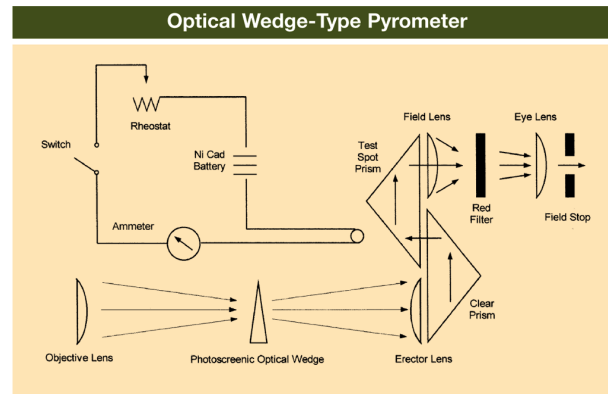 Optical Wedge-Type Pyrometer
Field Lens
Eye Lens
Rheostat
Switch
Ni Cad
Battery
Test
Spot
Prism
Ammeter
Red
Filter
Field Stop
Clear
Prism
Objective Lens
Photoscreenic Optical Wedge
Erector Lens